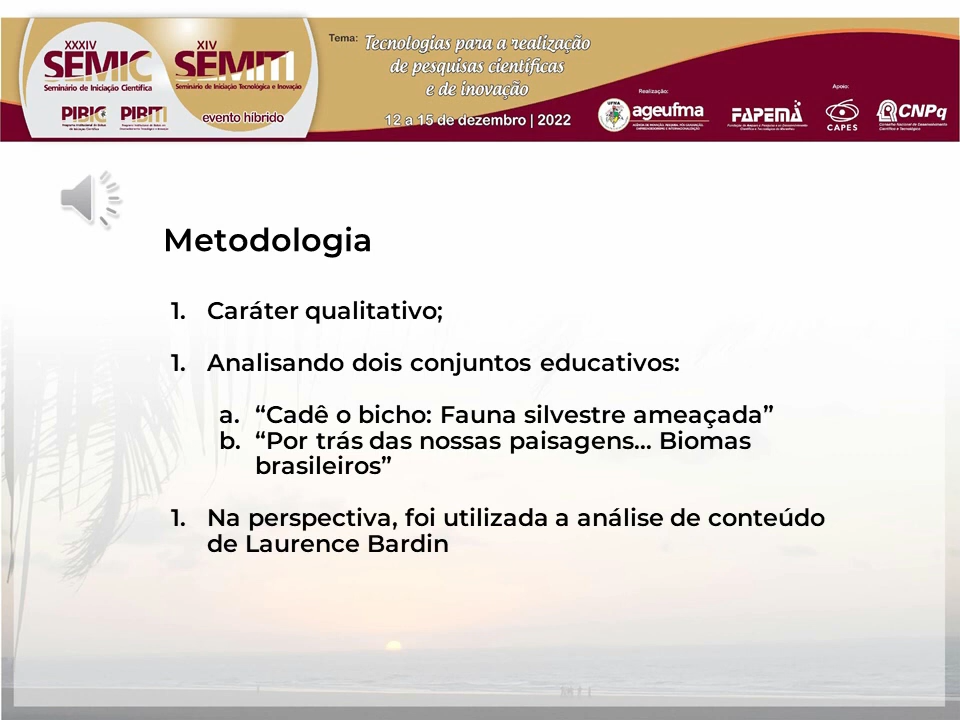 XXXIV
SEMIC
Seminário de Iniciação Científica
PIBIC
XIV
SEMITI
Seminário de Iniciação Tecnológica e Inovação
PIBITI
evento híbrido
Tema: Tecnologias para a realização
de pesquisas científicas
e de inovação
12 a 15 de dezembro | 2022
Realização:
UFMA
ageufma
Apoio:
FAPEMA
CAPES
CNPq
Metodologia
1. Caráter qualitativo;
1. Analisando dois conjuntos educativos:
a. “Cadê o bicho: Fauna silvestre ameaçada”
b. “Por trás das nossas paisagens... Biomas
brasileiros”
1. Na perspectiva, foi utilizada a análise de conteúdo
de Laurence Bardin